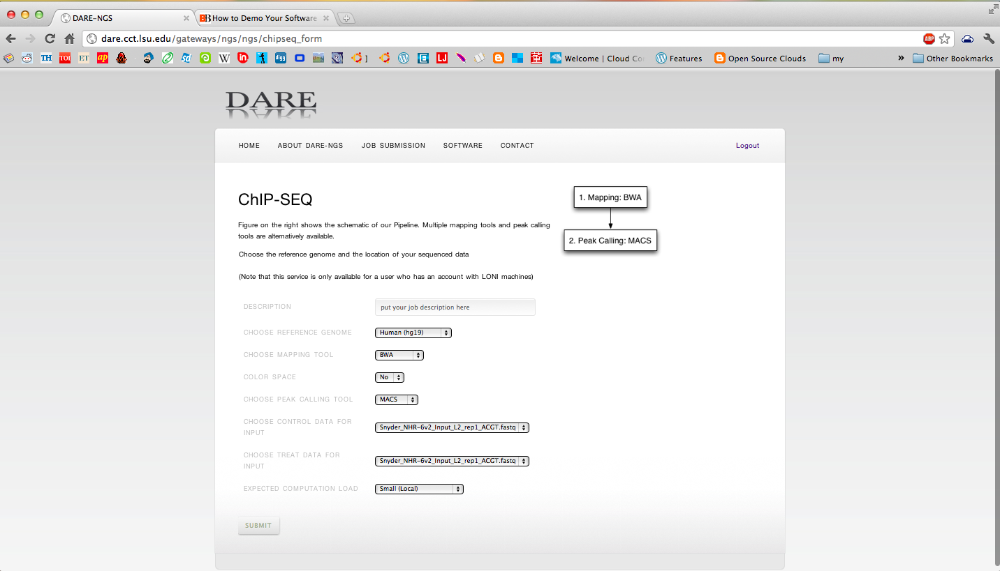 DARE-NGS
How to Demo Your Software
dare.cct.lsu.edu/gateways/ngs/ngs/chipseq_form
ABP
TH
TOI
ET
ap
W
in
digg
E
LJ
Welcome | Cloud Co
Features
Open Source Clouds
my
»
Other Bookmarks
DARE
HOME
ABOUT DARE-NGS
JOB SUBMISSION
SOFTWARE
CONTACT
Logout
ChIP-SEQ
Figure on the right shows the schematic of our Pipeline. Multiple mapping tools and peak calling
tools are alternatively available.
Choose the reference genome and the location of your sequenced data
(Note that this service is only available for a user who has an account with LONI machines)
1. Mapping: BWA
2. Peak Calling: MACS
DESCRIPTION
put your job description here
CHOOSE REFERENCE GENOME
Human (hg19)
CHOOSE MAPPING TOOL
BWA
COLOR SPACE
No
CHOOSE PEAK CALLING TOOL
MACS
CHOOSE CONTROL DATA FOR
INPUT
Snyder_NHR-6v2_Input_L2_rep1_ACGT.fastq
CHOOSE TREAT DATA FOR
INPUT
Snyder_NHR-6v2_Input_L2_rep1_ACGT.fastq
EXPECTED COMPUTATION LOAD
Small (Local)
SUBMIT